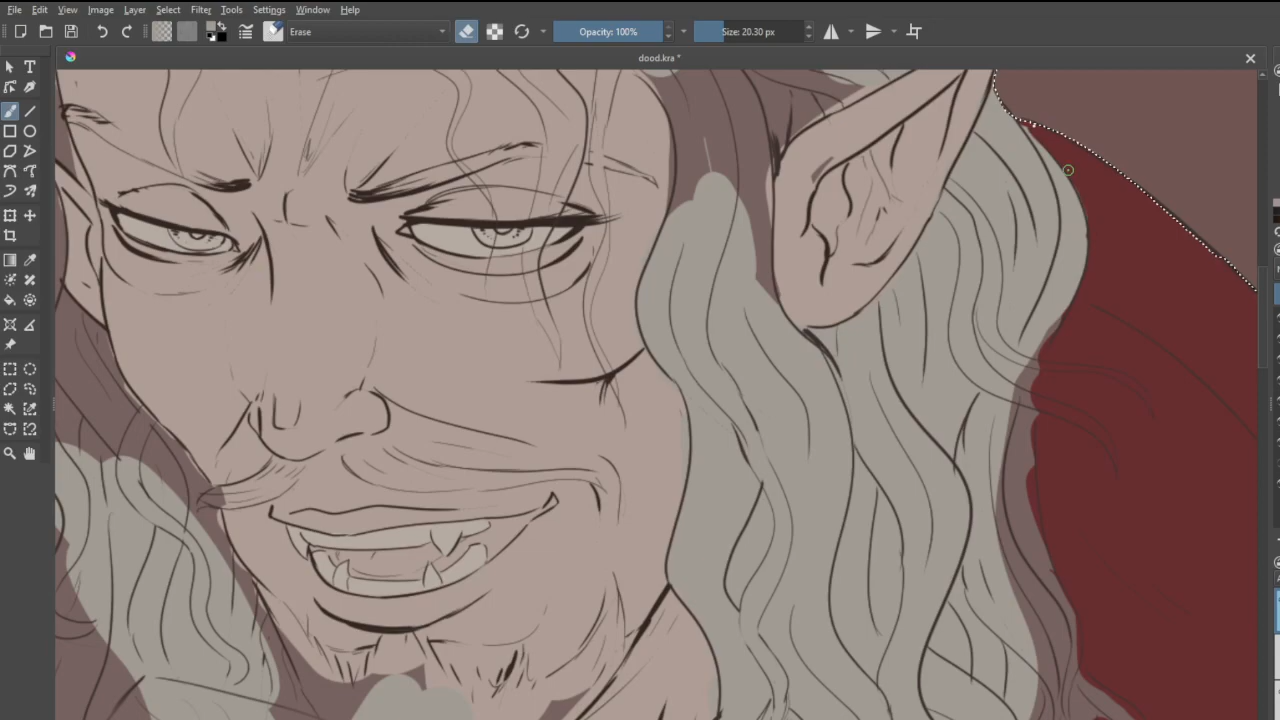 File Edit View Image Layer Select Filter Tools Settings Window Help
Erase Opacity: 100% Size: 20.30 px
dood.kra *